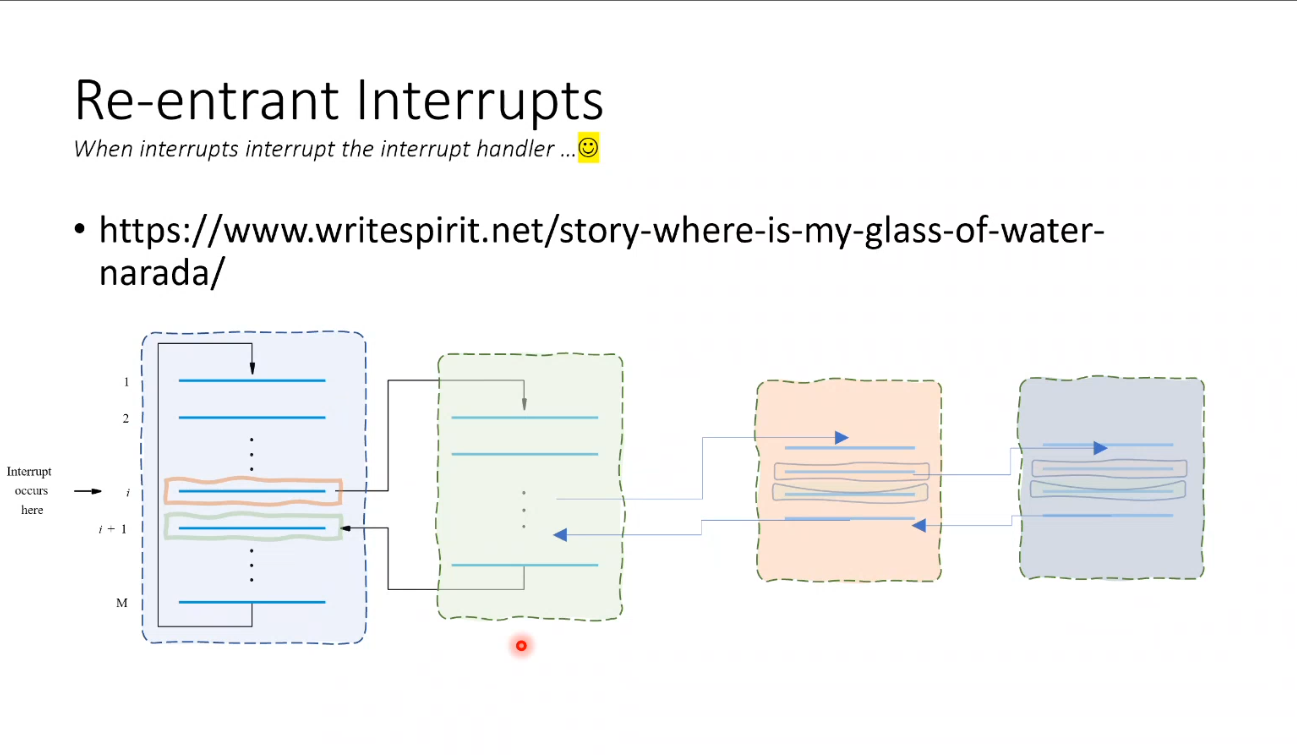 Re-entrant Interrupts
When interrupts interrupt the interrupt handler ...☺
• https://www.writespirit.net/story-where-is-my-glass-of-water-
narada/
1
2
Interrupt
occurs
here
i
i + 1
M